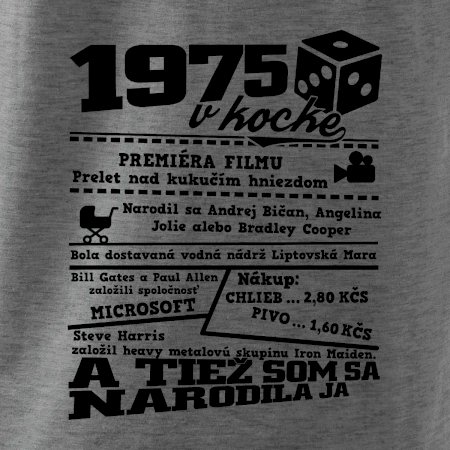 1975
v kocke
PREMIÉRA FILMU
Prelet nad kukučím hniezdom
Narodil sa Andrej Bičan, Angelina
Jolie alebo Bradley Cooper
Bola dostavaná vodná nádrž Liptovská Mara
Bill Gates a Paul Allen
založili spoločnosť
MICROSOFT
Nákup:
CHLIEB ... 2,80 KČS
PIVO ... 1,60 KČS
Steve Harris
založil heavy metalovú skupinu Iron Maiden.
A TIEŽ SOM SA
NARODILA JA